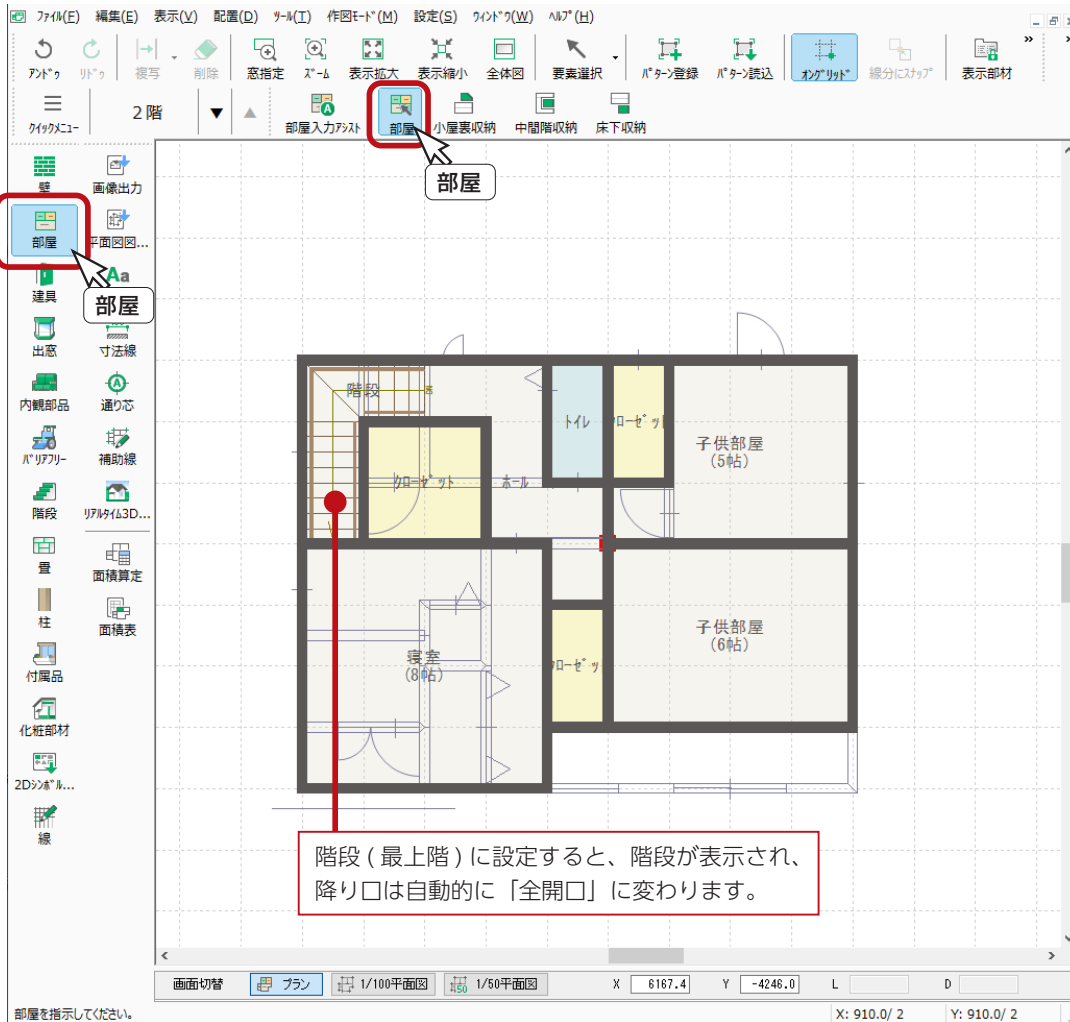 ファイル(F) 編集(E) 表示(V) 配置(D) ツール(T) 作図モード(M) 設定(S) ウィンドウ(W) ヘルプ(H)
アンドゥ リドゥ 複写 削除 窓指定 ズーム 表示拡大 表示縮小 全体図 要素選択 パターン登録 パターン読込 オングリッド 線分にスナップ 表示部材
クイックメニュー 2階 部屋入力アシスト 部屋 小屋裏収納 中間階収納 床下収納
部屋
壁 画像出力
部屋 平面図図...
部屋
建具 Aa
出窓 寸法線
内観部品 通り芯
バリアフリー 補助線
階段 リアルタイム3D...
畳 面積算定
柱 面積表
付属品
化粧部材
2Dシンボル...
線
階段
トイレ
クローゼット
子供部屋
(5帖)
クローゼット ホール
子供部屋
(6帖)
寝室
(8帖)
階段(最上階)に設定すると、階段が表示され、
降り口は自動的に「全開口」に変わります。
画面切替 プラン 1/100平面図 1/50平面図 X 6167.4 Y -4246.0 L D
部屋を指示してください。 X: 910.0/ 2 Y: 910.0/ 2